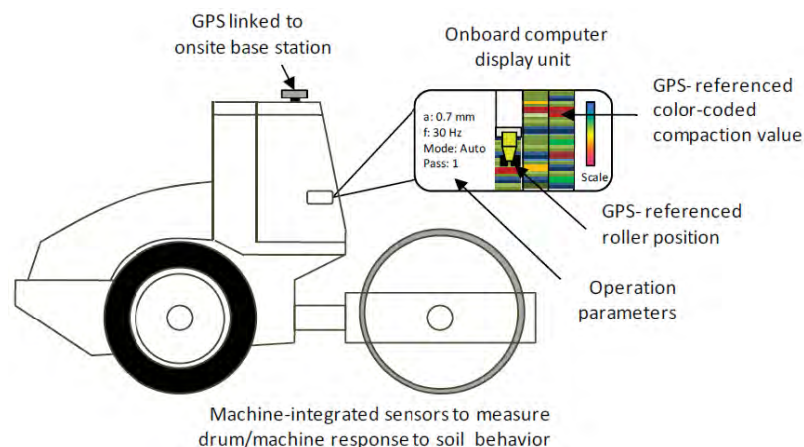 GPS linked to
onsite base station
Onboard computer
display unit
a: 0.7 mm
f: 30 Hz
Mode: Auto
Pass: 1
Scale
GPS- referenced
color-coded
compaction value
GPS- referenced
roller position
Operation
parameters
Machine-integrated sensors to measure
drum/machine response to soil behavior